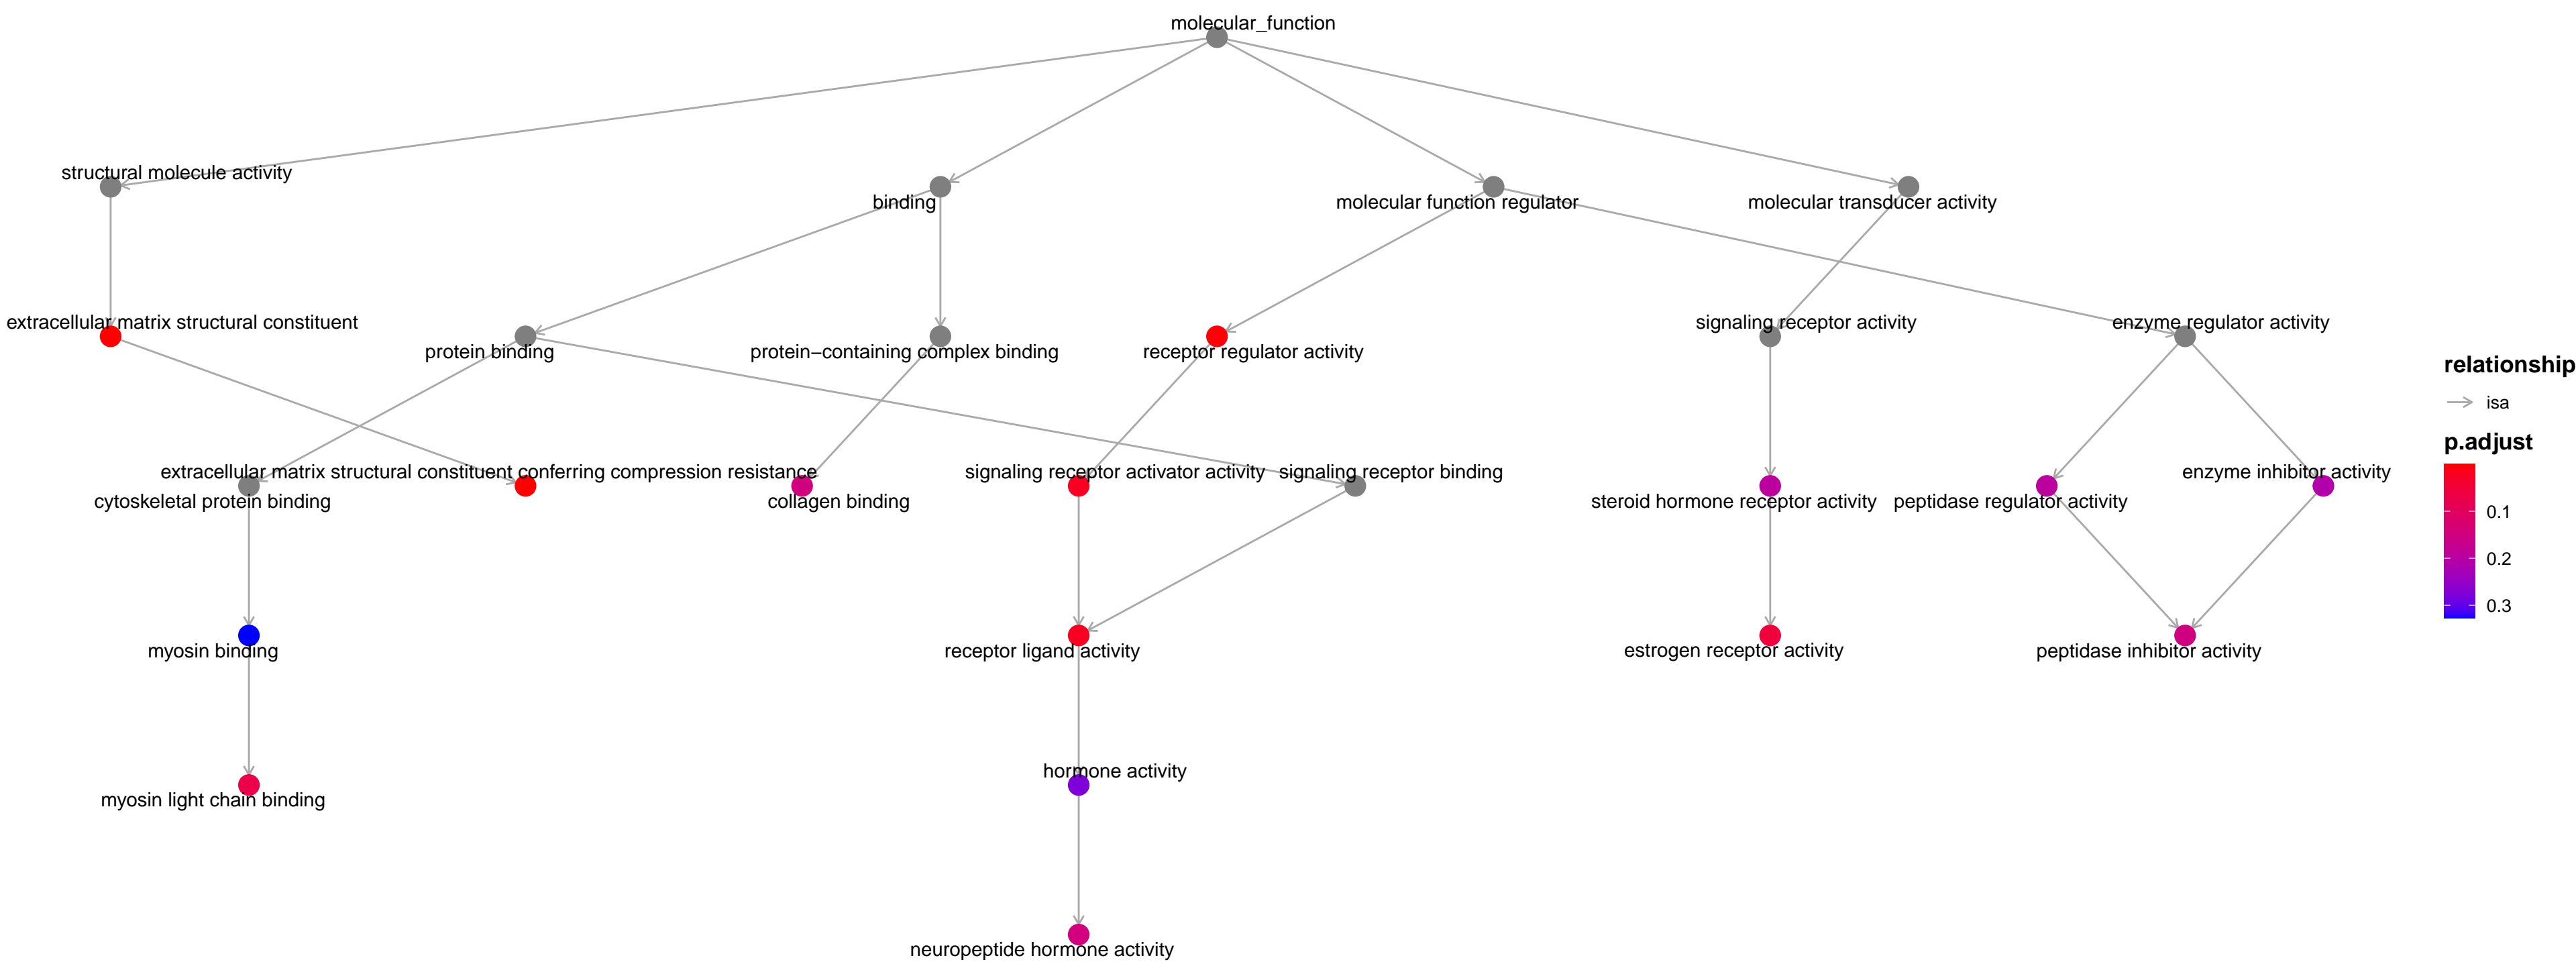 molecular_function
structural molecule activity
binding
molecular function regulator
molecular transducer activity
extracellular matrix structural constituent
protein binding
protein−containing complex binding
receptor regulator activity
signaling receptor activity
enzyme regulator activity
extracellular matrix structural constituent conferring compression resistance
cytoskeletal protein binding
collagen binding
signaling receptor activator activity
signaling receptor binding
steroid hormone receptor activity
peptidase regulator activity
enzyme inhibitor activity
myosin binding
receptor ligand activity
estrogen receptor activity
peptidase inhibitor activity
myosin light chain binding
hormone activity
neuropeptide hormone activity
relationship
isa
p.adjust
0.1
0.2
0.3